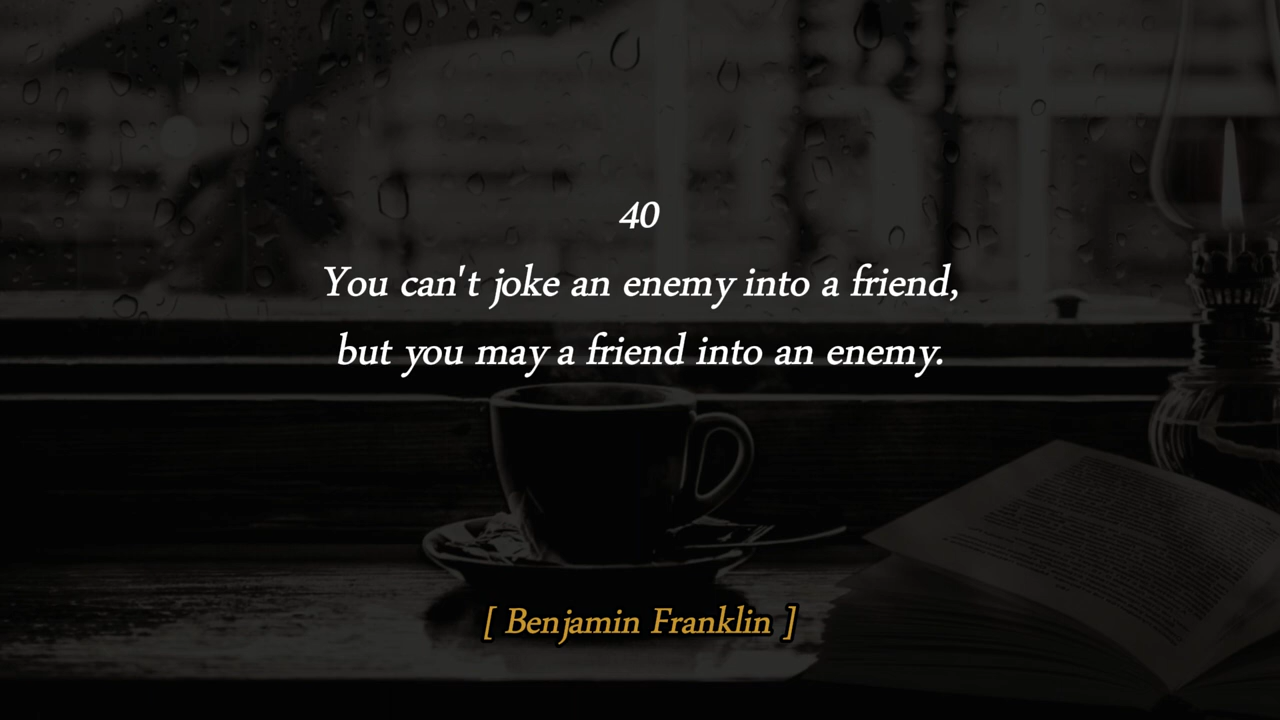 40
You can't joke an enemy into a friend,
but you may a friend into an enemy.
[ Benjamin Franklin ]